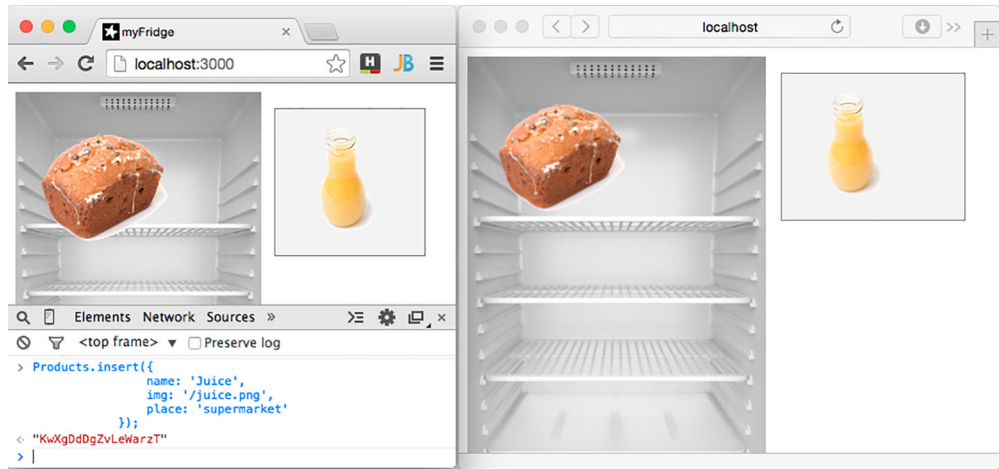 myFridge
localhost:3000
localhost
Elements Network Sources »
<top frame> ▼ Preserve log
> Products.insert({
name: 'Juice',
img: '/juice.png',
place: 'supermarket'
});
"KwXgDdDgZvLeWarzT"
>